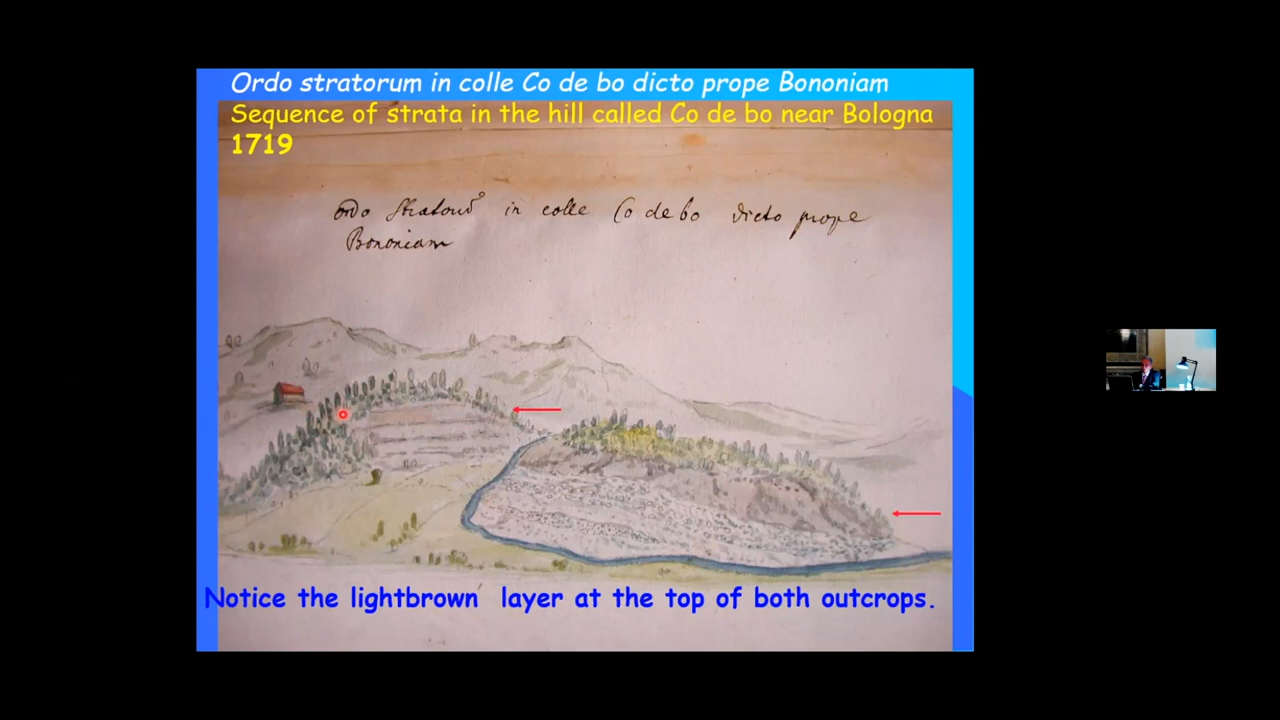 Ordo stratorum in colle Co de bo dicto prope Bononiam
Sequence of strata in the hill called Co de bo near Bologna
1719
ordo stratorū in colle Co de bo dicto prope
Bononiam
Notice the lightbrown layer at the top of both outcrops.